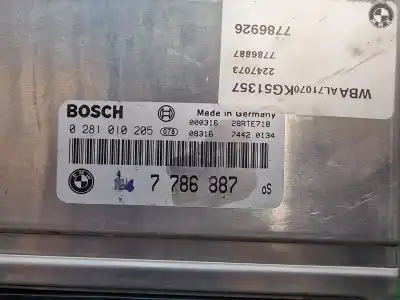 7786926
7786887
2247073
WBAAL71070KG51357
BOSCH
Made in Germany
0 281 010 205 078
000316 28RTE718
08316 7442 0134
7 786 887